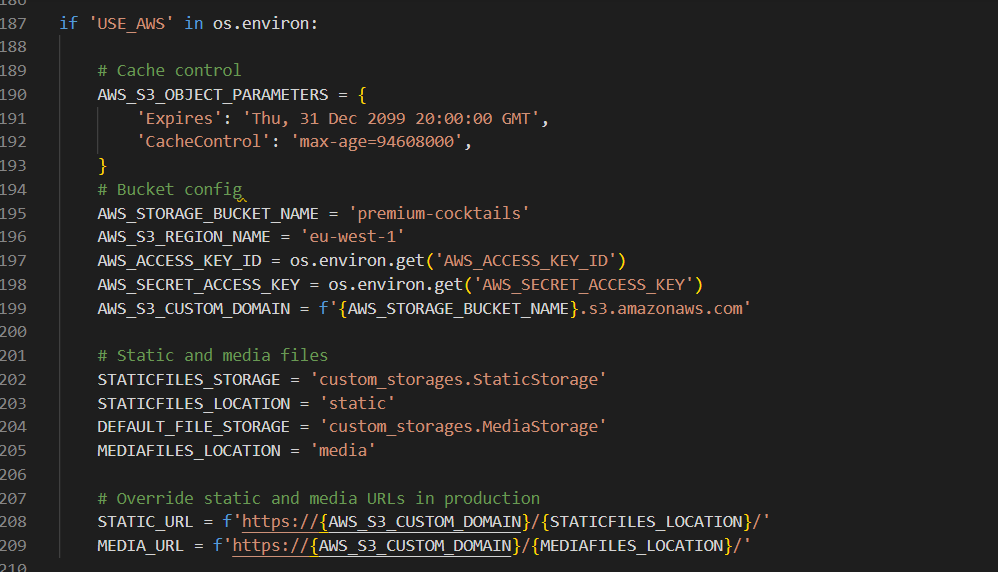 186
187 if 'USE_AWS' in os.environ:
188
189 # Cache control
190 AWS_S3_OBJECT_PARAMETERS = {
191 'Expires': 'Thu, 31 Dec 2099 20:00:00 GMT',
192 'CacheControl': 'max-age=94608000',
193 }
194 # Bucket config
195 AWS_STORAGE_BUCKET_NAME = 'premium-cocktails'
196 AWS_S3_REGION_NAME = 'eu-west-1'
197 AWS_ACCESS_KEY_ID = os.environ.get('AWS_ACCESS_KEY_ID')
198 AWS_SECRET_ACCESS_KEY = os.environ.get('AWS_SECRET_ACCESS_KEY')
199 AWS_S3_CUSTOM_DOMAIN = f'{AWS_STORAGE_BUCKET_NAME}.s3.amazonaws.com'
200
201 # Static and media files
202 STATICFILES_STORAGE = 'custom_storages.StaticStorage'
203 STATICFILES_LOCATION = 'static'
204 DEFAULT_FILE_STORAGE = 'custom_storages.MediaStorage'
205 MEDIAFILES_LOCATION = 'media'
206
207 # Override static and media URLs in production
208 STATIC_URL = f'https://{AWS_S3_CUSTOM_DOMAIN}/{STATICFILES_LOCATION}/'
209 MEDIA_URL = f'https://{AWS_S3_CUSTOM_DOMAIN}/{MEDIAFILES_LOCATION}/'
210